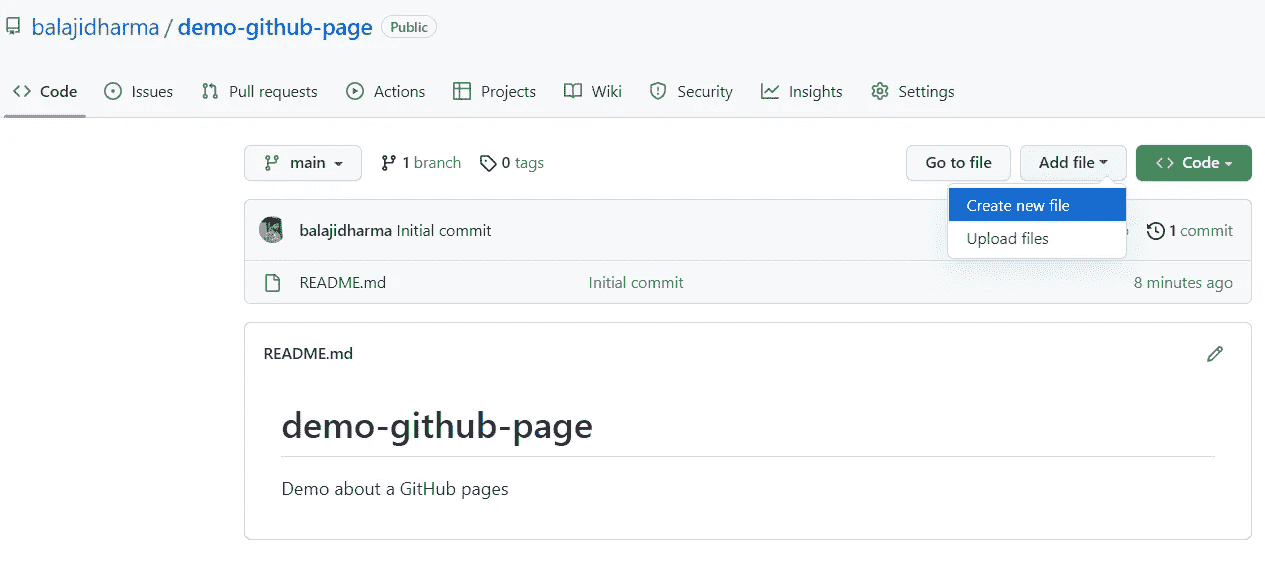 balajidharma / demo-github-page Public
Code Issues Pull requests Actions Projects Wiki Security Insights Settings
main 1 branch 0 tags Go to file Add file Code
Create new file
Upload files
balajidharma Initial commit 1 commit
README.md Initial commit 8 minutes ago
README.md
demo-github-page
Demo about a GitHub pages